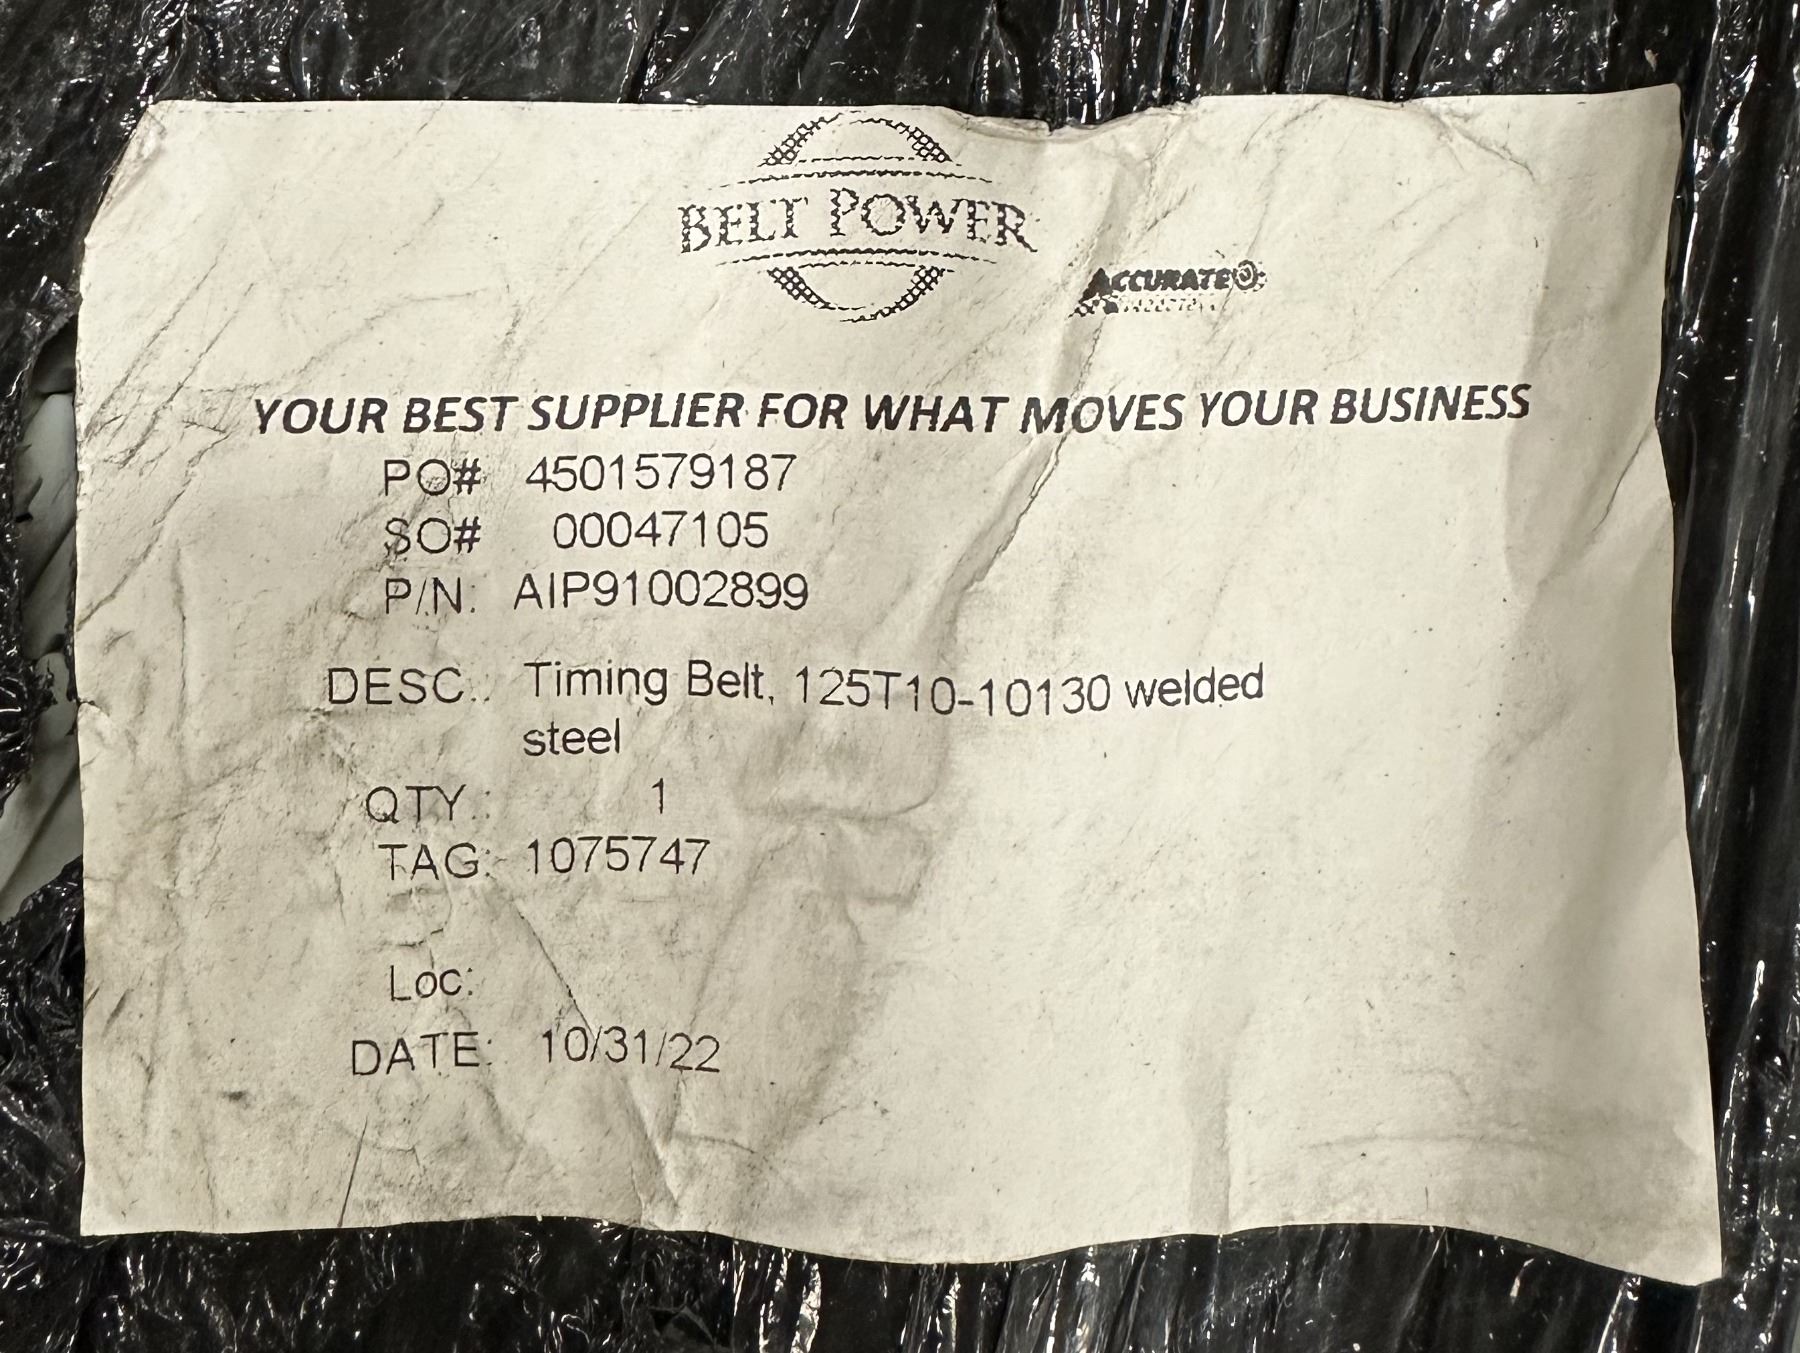 BELT POWER
ACCURATE
YOUR BEST SUPPLIER FOR WHAT MOVES YOUR BUSINESS
PO# 4501579187
SO# 00047105
P/N: AIP91002899
DESC.: Timing Belt, 125T10-10130 welded
steel
QTY.: 1
TAG: 1075747
Loc:
DATE: 10/31/22